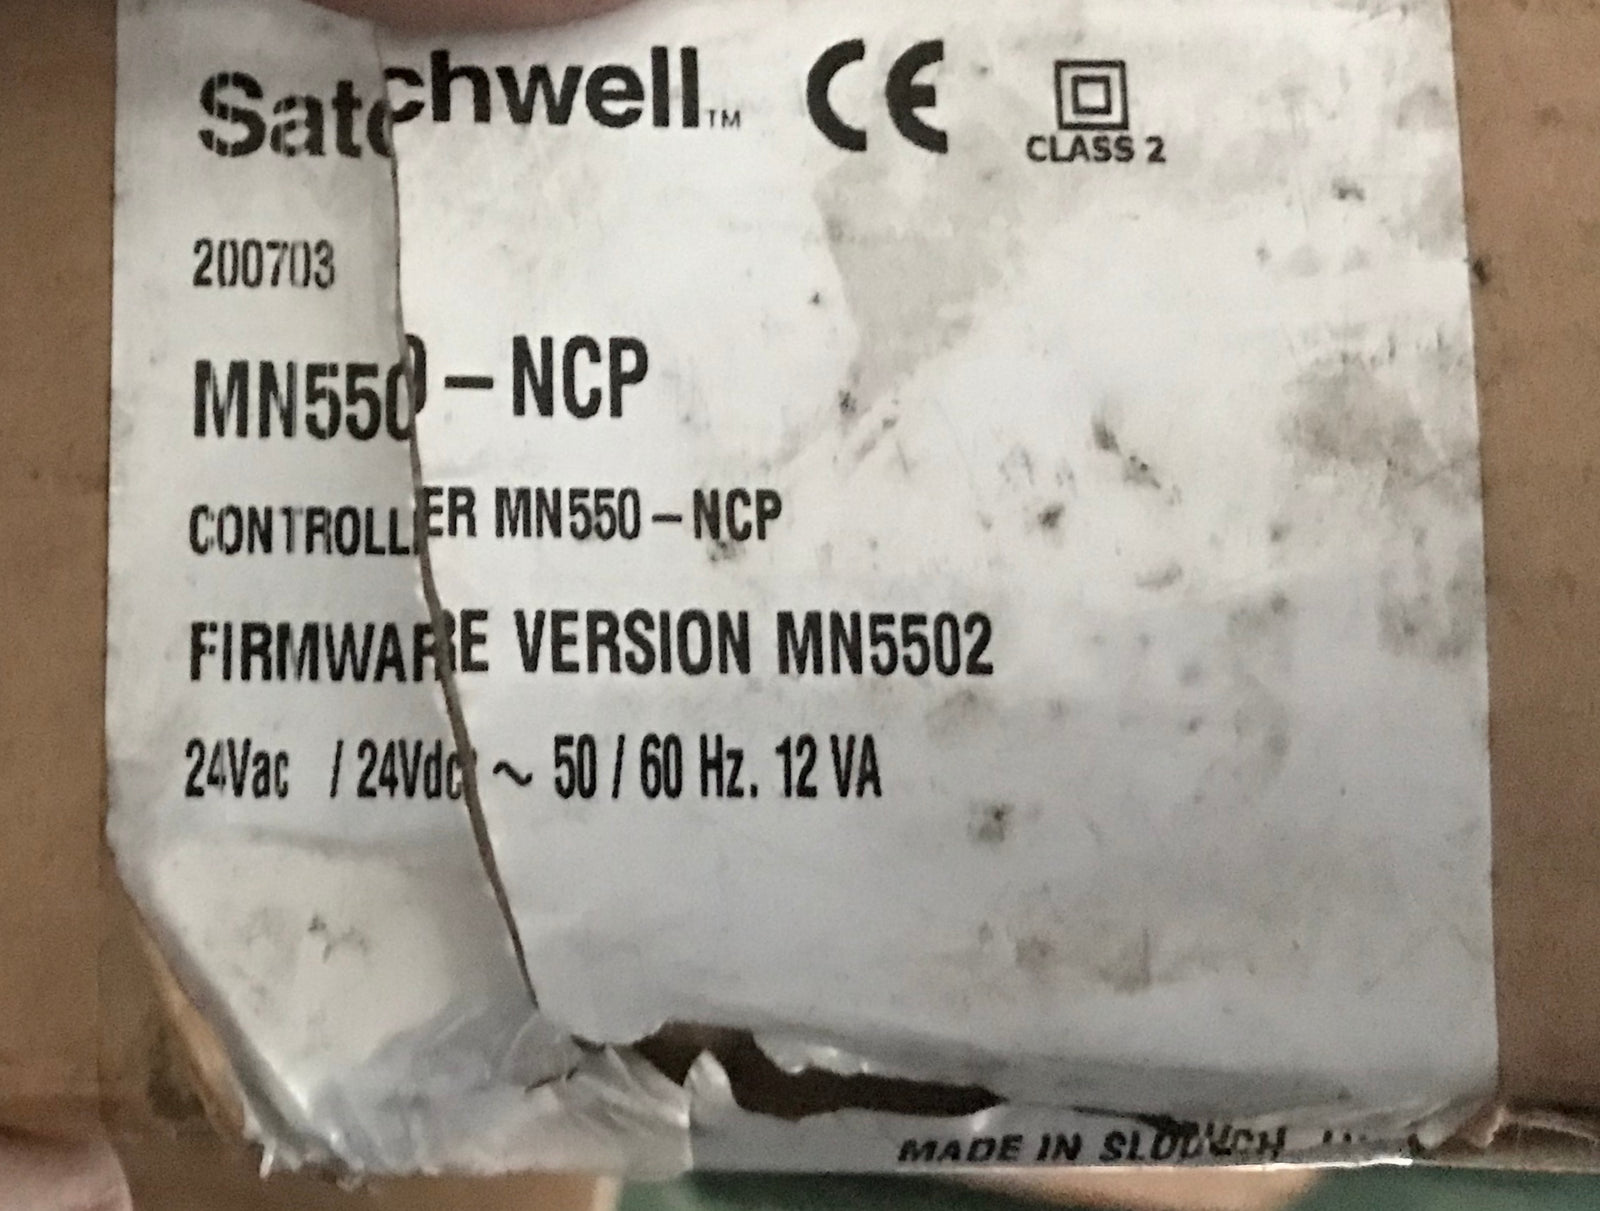 Satchwell™ CE
CLASS 2
200703
MN550-NCP
CONTROLLER MN550-NCP
FIRMWARE VERSION MN5502
24Vac / 24Vdc ~ 50 / 60 Hz. 12 VA
MADE IN SLOUGH